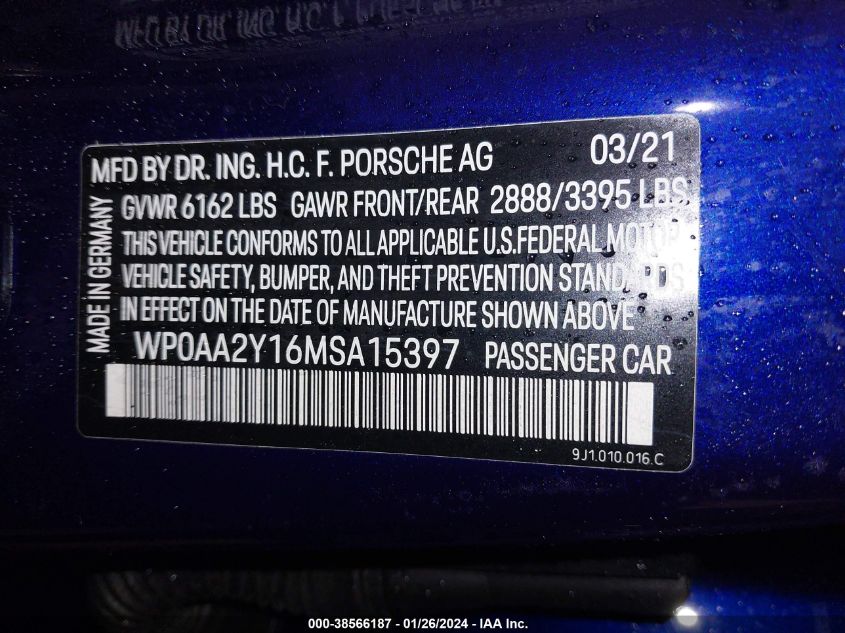 MFD BY DR. ING. H.C. F. PORSCHE AG 03/21
GVWR 6162 LBS GAWR FRONT/REAR 2888/3395 LBS
THIS VEHICLE CONFORMS TO ALL APPLICABLE U.S.FEDERAL MOTOR
VEHICLE SAFETY, BUMPER, AND THEFT PREVENTION STANDARDS
IN EFFECT ON THE DATE OF MANUFACTURE SHOWN ABOVE
MADE IN GERMANY
WP0AA2Y16MSA15397 PASSENGER CAR
9J1.010.016.C
000-38566187 - 01/26/2024 - IAA Inc.